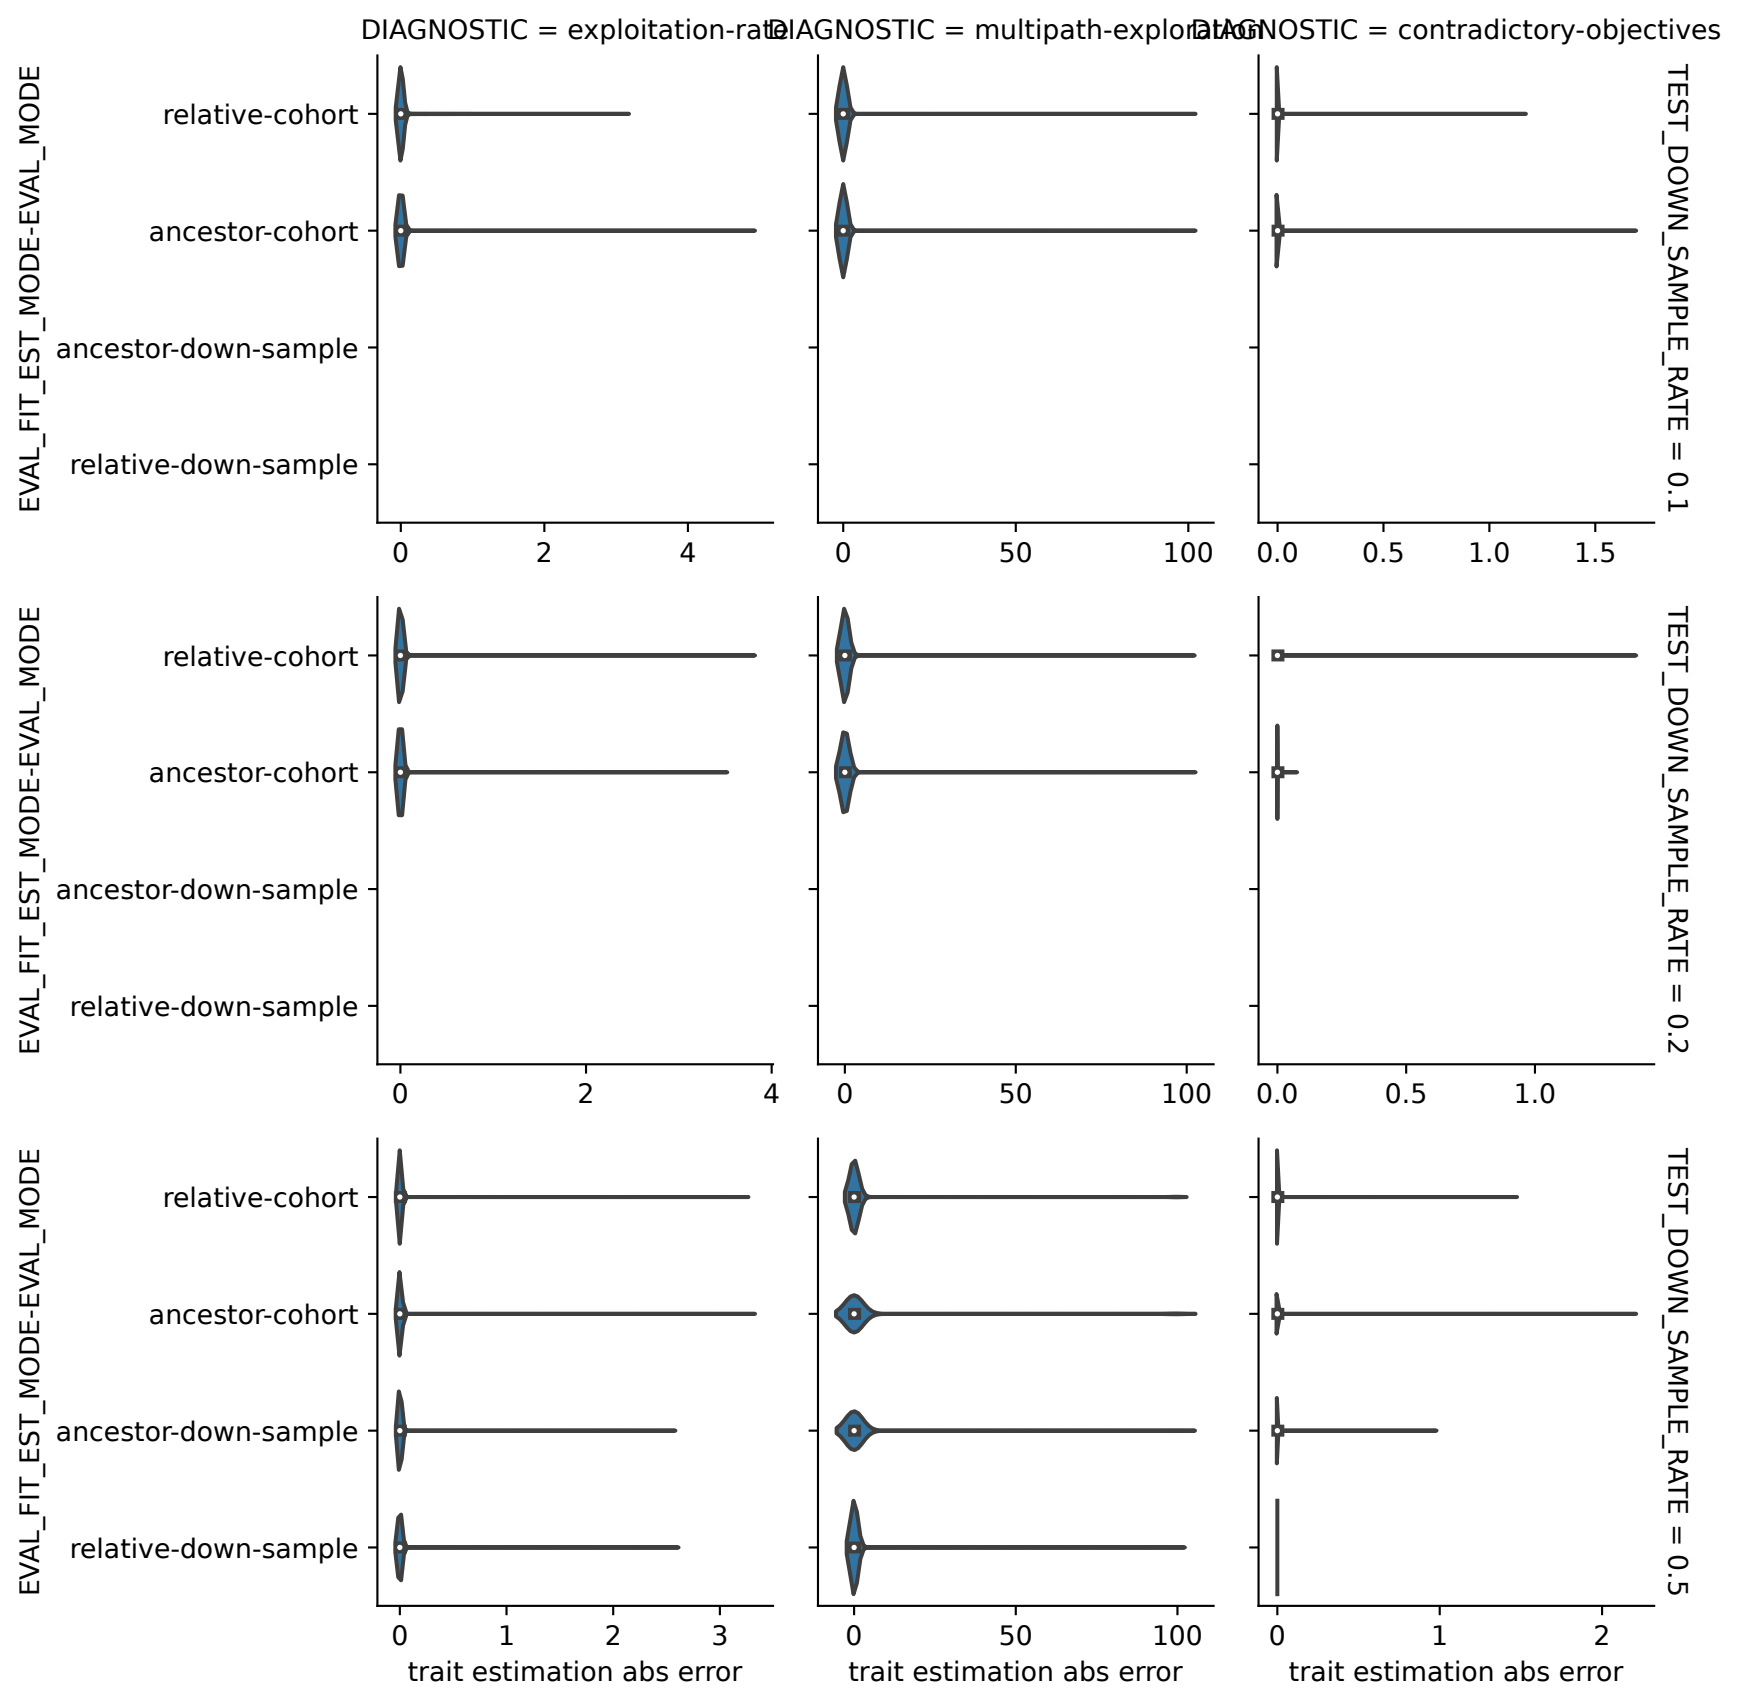 DIAGNOSTIC = exploitation-rate
DIAGNOSTIC = multipath-exploration
DIAGNOSTIC = contradictory-objectives
EVAL_FIT_EST_MODE-EVAL_MODE
relative-cohort
ancestor-cohort
ancestor-down-sample
relative-down-sample
TEST_DOWN_SAMPLE_RATE = 0.1
0 2 4
0 50 100
0.0 0.5 1.0 1.5
EVAL_FIT_EST_MODE-EVAL_MODE
relative-cohort
ancestor-cohort
ancestor-down-sample
relative-down-sample
TEST_DOWN_SAMPLE_RATE = 0.2
0 2 4
0 50 100
0.0 0.5 1.0
EVAL_FIT_EST_MODE-EVAL_MODE
relative-cohort
ancestor-cohort
ancestor-down-sample
relative-down-sample
TEST_DOWN_SAMPLE_RATE = 0.5
0 1 2 3
0 50 100
0 1 2
trait estimation abs error
trait estimation abs error
trait estimation abs error